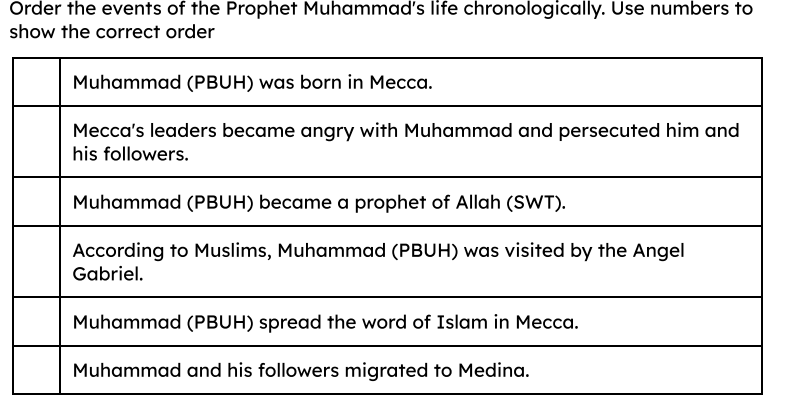 Order the events of the Prophet Muhammad's life chronologically. Use numbers to
show the correct order
Muhammad (PBUH) was born in Mecca.
Mecca's leaders became angry with Muhammad and persecuted him and
his followers.
Muhammad (PBUH) became a prophet of Allah (SWT).
According to Muslims, Muhammad (PBUH) was visited by the Angel
Gabriel.
Muhammad (PBUH) spread the word of Islam in Mecca.
Muhammad and his followers migrated to Medina.